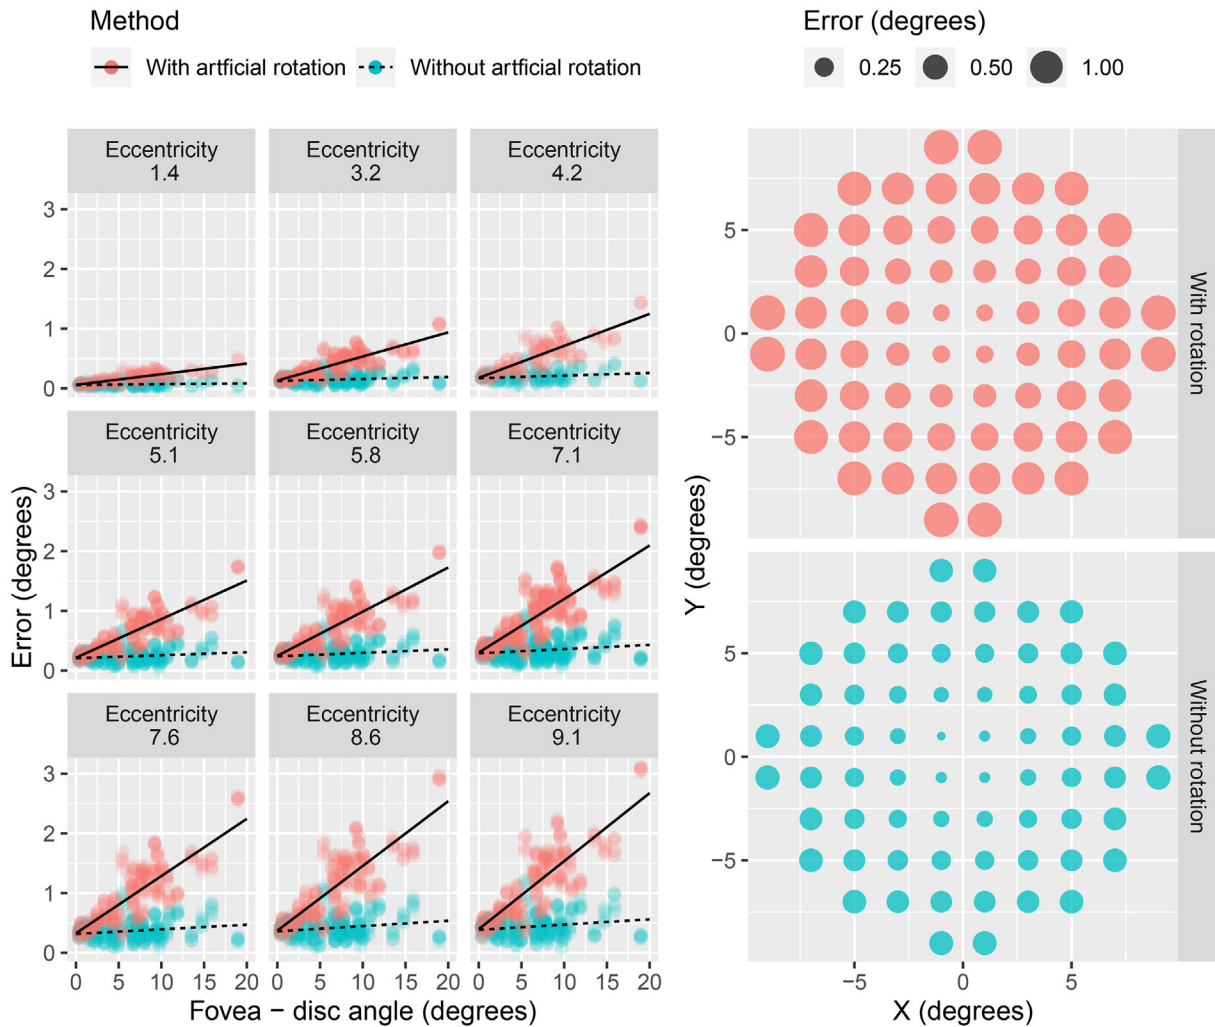 Method
With artficial rotation
Without artficial rotation
Error (degrees)
0.25
0.50
1.00
Eccentricity
1.4
Eccentricity
3.2
Eccentricity
4.2
3
2
1
0
Eccentricity
5.1
Eccentricity
5.8
Eccentricity
7.1
3
2
1
0
Eccentricity
7.6
Eccentricity
8.6
Eccentricity
9.1
3
2
1
0
0 5 10 15 20
0 5 10 15 20
0 5 10 15 20
Error (degrees)
Fovea − disc angle (degrees)
5
0
−5
With rotation
5
0
−5
Without rotation
−5 0 5
Y (degrees)
X (degrees)